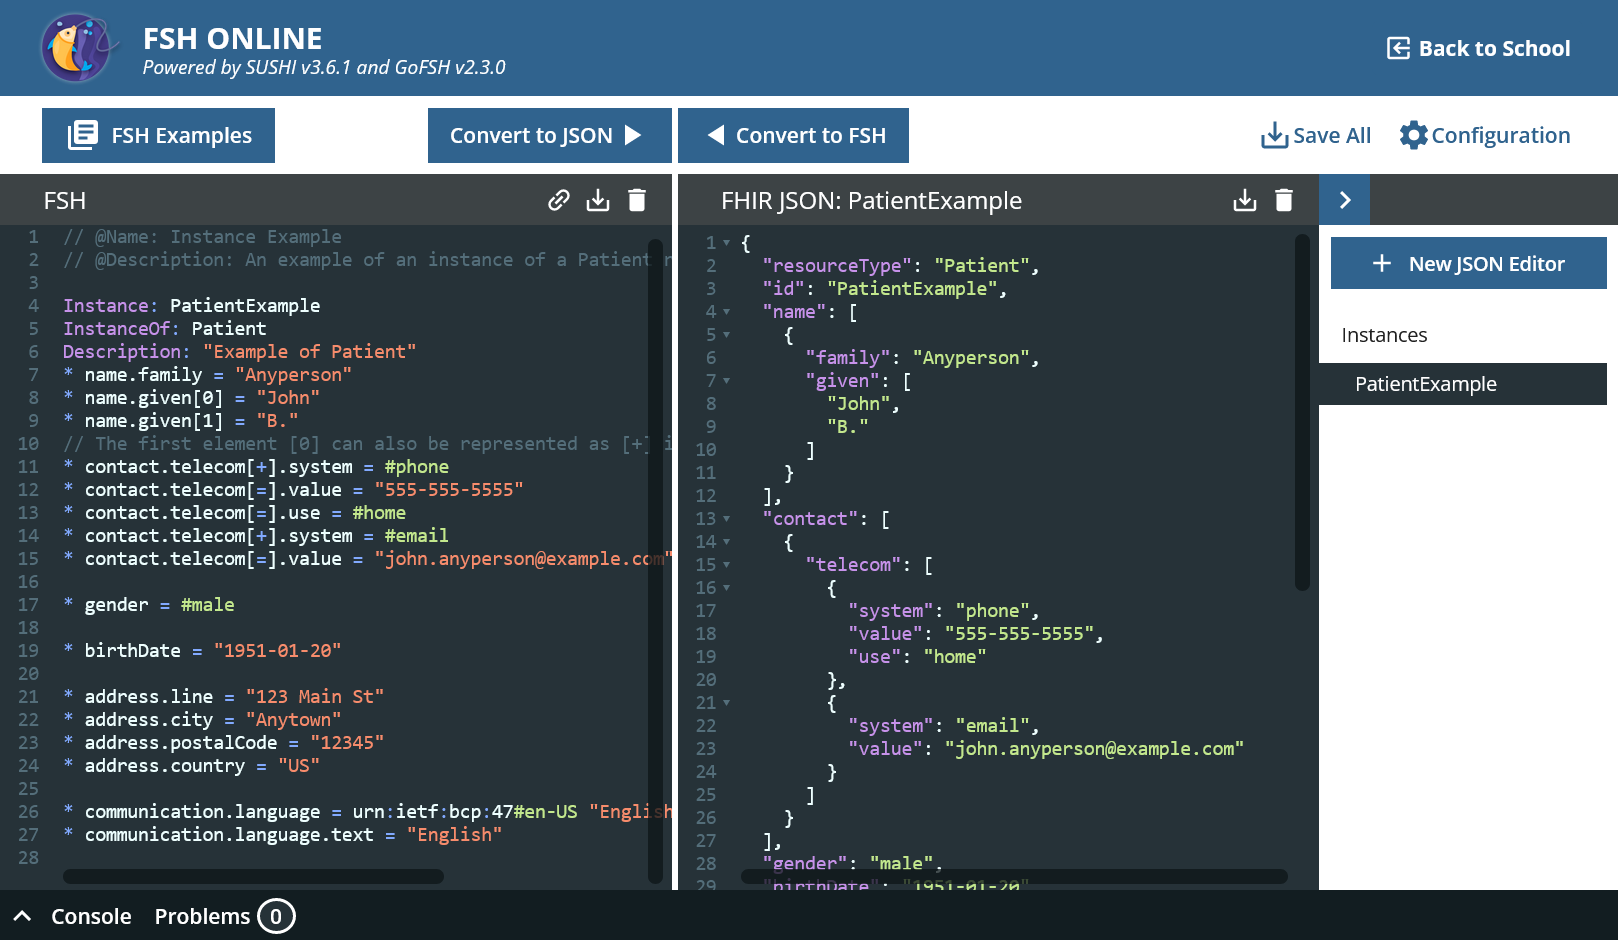 FSH ONLINE
Powered by SUSHI v3.6.1 and GoFSH v2.3.0
Back to School
FSH Examples
Convert to JSON
Convert to FSH
Save All
Configuration
FSH
1 // @Name: Instance Example
2 // @Description: An example of an instance of a Patient
3
4 Instance: PatientExample
5 InstanceOf: Patient
6 Description: "Example of Patient"
7 * name.family = "Anyperson"
8 * name.given[0] = "John"
9 * name.given[1] = "B."
10 // The first element [0] can also be represented as [+]
11 * contact.telecom[+].system = #phone
12 * contact.telecom[=].value = "555-555-5555"
13 * contact.telecom[=].use = #home
14 * contact.telecom[+].system = #email
15 * contact.telecom[=].value = "john.anyperson@example.com"
16
17 * gender = #male
18
19 * birthDate = "1951-01-20"
20
21 * address.line = "123 Main St"
22 * address.city = "Anytown"
23 * address.postalCode = "12345"
24 * address.country = "US"
25
26 * communication.language = urn:ietf:bcp:47#en-US "English
27 * communication.language.text = "English"
28
FHIR JSON: PatientExample
1 {
2 "resourceType": "Patient",
3 "id": "PatientExample",
4 "name": [
5 {
6 "family": "Anyperson",
7 "given": [
8 "John",
9 "B."
10 ]
11 }
12 ],
13 "contact": [
14 {
15 "telecom": [
16 {
17 "system": "phone",
18 "value": "555-555-5555",
19 "use": "home"
20 },
21 {
22 "system": "email",
23 "value": "john.anyperson@example.com"
24 }
25 ]
26 }
27 ],
28 "gender": "male",
29 "birthDate": "1951-01-20"
New JSON Editor
Instances
PatientExample
Console
Problems 0